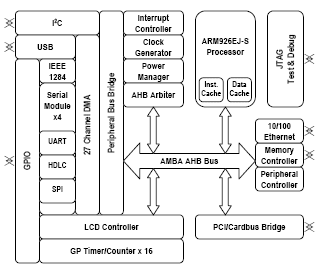 I²C
USB
IEEE
1284
Serial
Module
x4
UART
HDLC
SPI
GPIO
27 Channel DMA
Peripheral Bus Bridge
Interrupt
Controller
Clock
Generator
Power
Manager
AHB Arbiter
ARM926EJ-S
Processor
Inst.
Cache
Data
Cache
JTAG
Test & Debug
10/100
Ethernet
Memory
Controller
Peripheral
Controller
AMBA AHB Bus
LCD Controller
PCI/Cardbus Bridge
GP Timer/Counter x 16